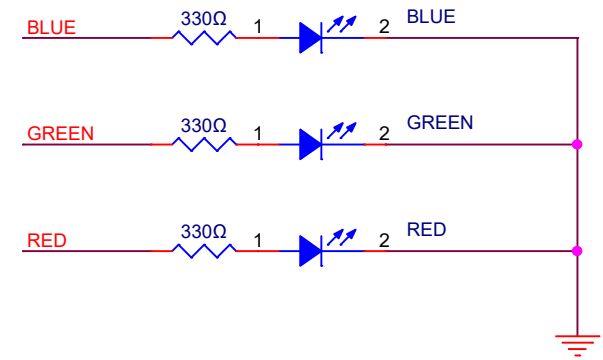 BLUE 330Ω 1 2 BLUE
GREEN 330Ω 1 2 GREEN
RED 330Ω 1 2 RED